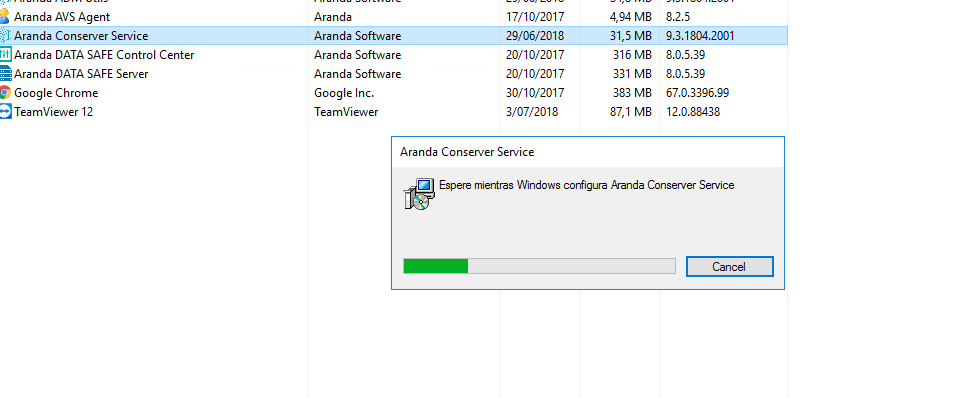 Aranda AVS Agent Aranda 17/10/2017 4,94 MB 8.2.5
Aranda Conserver Service Aranda Software 29/06/2018 31,5 MB 9.3.1804.2001
Aranda DATA SAFE Control Center Aranda Software 20/10/2017 316 MB 8.0.5.39
Aranda DATA SAFE Server Aranda Software 20/10/2017 331 MB 8.0.5.39
Google Chrome Google Inc. 30/10/2017 383 MB 67.0.3396.99
TeamViewer 12 TeamViewer 3/07/2018 87,1 MB 12.0.88438
Aranda Conserver Service
Espere mientras Windows configura Aranda Conserver Service
Cancel